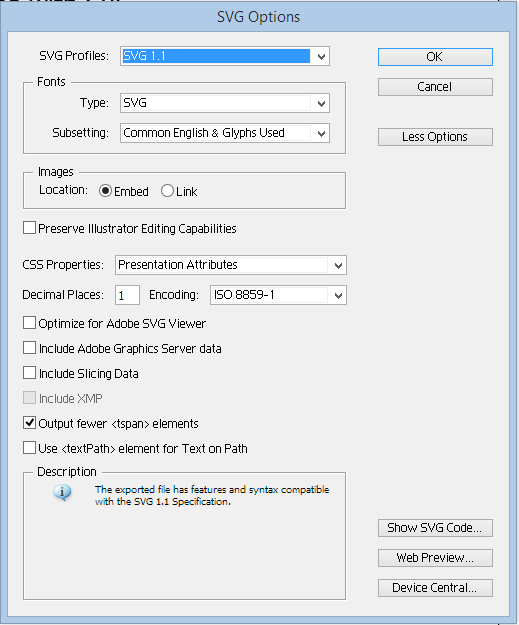 SVG Options
SVG Profiles: SVG 1.1
OK
Fonts
Cancel
Type: SVG
Subsetting: Common English & Glyphs Used
Less Options
Images
Location: Embed Link
Preserve Illustrator Editing Capabilities
CSS Properties: Presentation Attributes
Decimal Places: 1 Encoding: ISO 8859-1
Optimize for Adobe SVG Viewer
Include Adobe Graphics Server data
Include Slicing Data
Include XMP
Output fewer <tspan> elements
Use <textPath> element for Text on Path
Description
The exported file has features and syntax compatible
with the SVG 1.1 Specification.
Show SVG Code...
Web Preview...
Device Central...